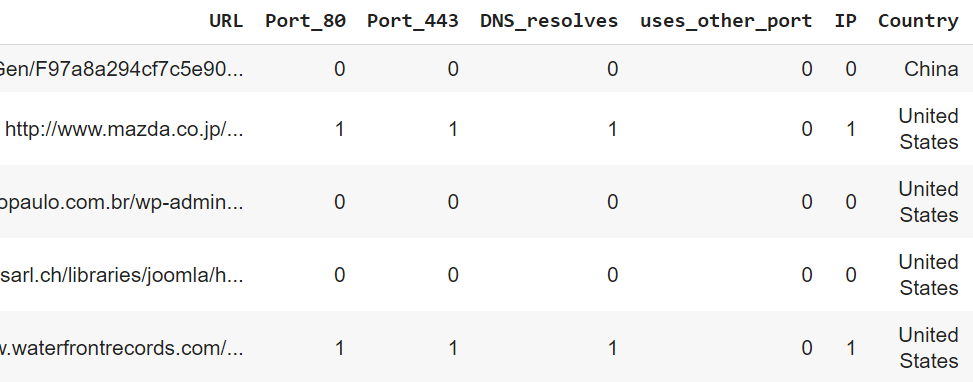 URL Port_80 Port_443 DNS_resolves uses_other_port IP Country
Gen/F97a8a294cf7c5e90... 0 0 0 0 0 China
http://www.mazda.co.jp/... 1 1 1 0 1 United States
opaulo.com.br/wp-admin... 0 0 0 0 0 United States
sarl.ch/libraries/joomla/h... 0 0 0 0 0 United States
w.waterfrontrecords.com/... 1 1 1 0 1 United States